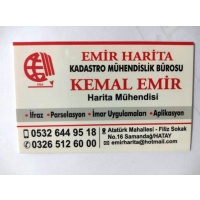 EMİR HARİTA
KADASTRO MÜHENDİSLİK BÜROSU
KEMAL EMİR
Harita Mühendisi
• İfraz • Parselasyon • İmar Uygulamaları • Aplikasyon
0532 644 95 18
0326 512 60 00
Atatürk Mahallesi - Filiz Sokak
No.16 Samandağ/HATAY
emirharita@hotmail.com